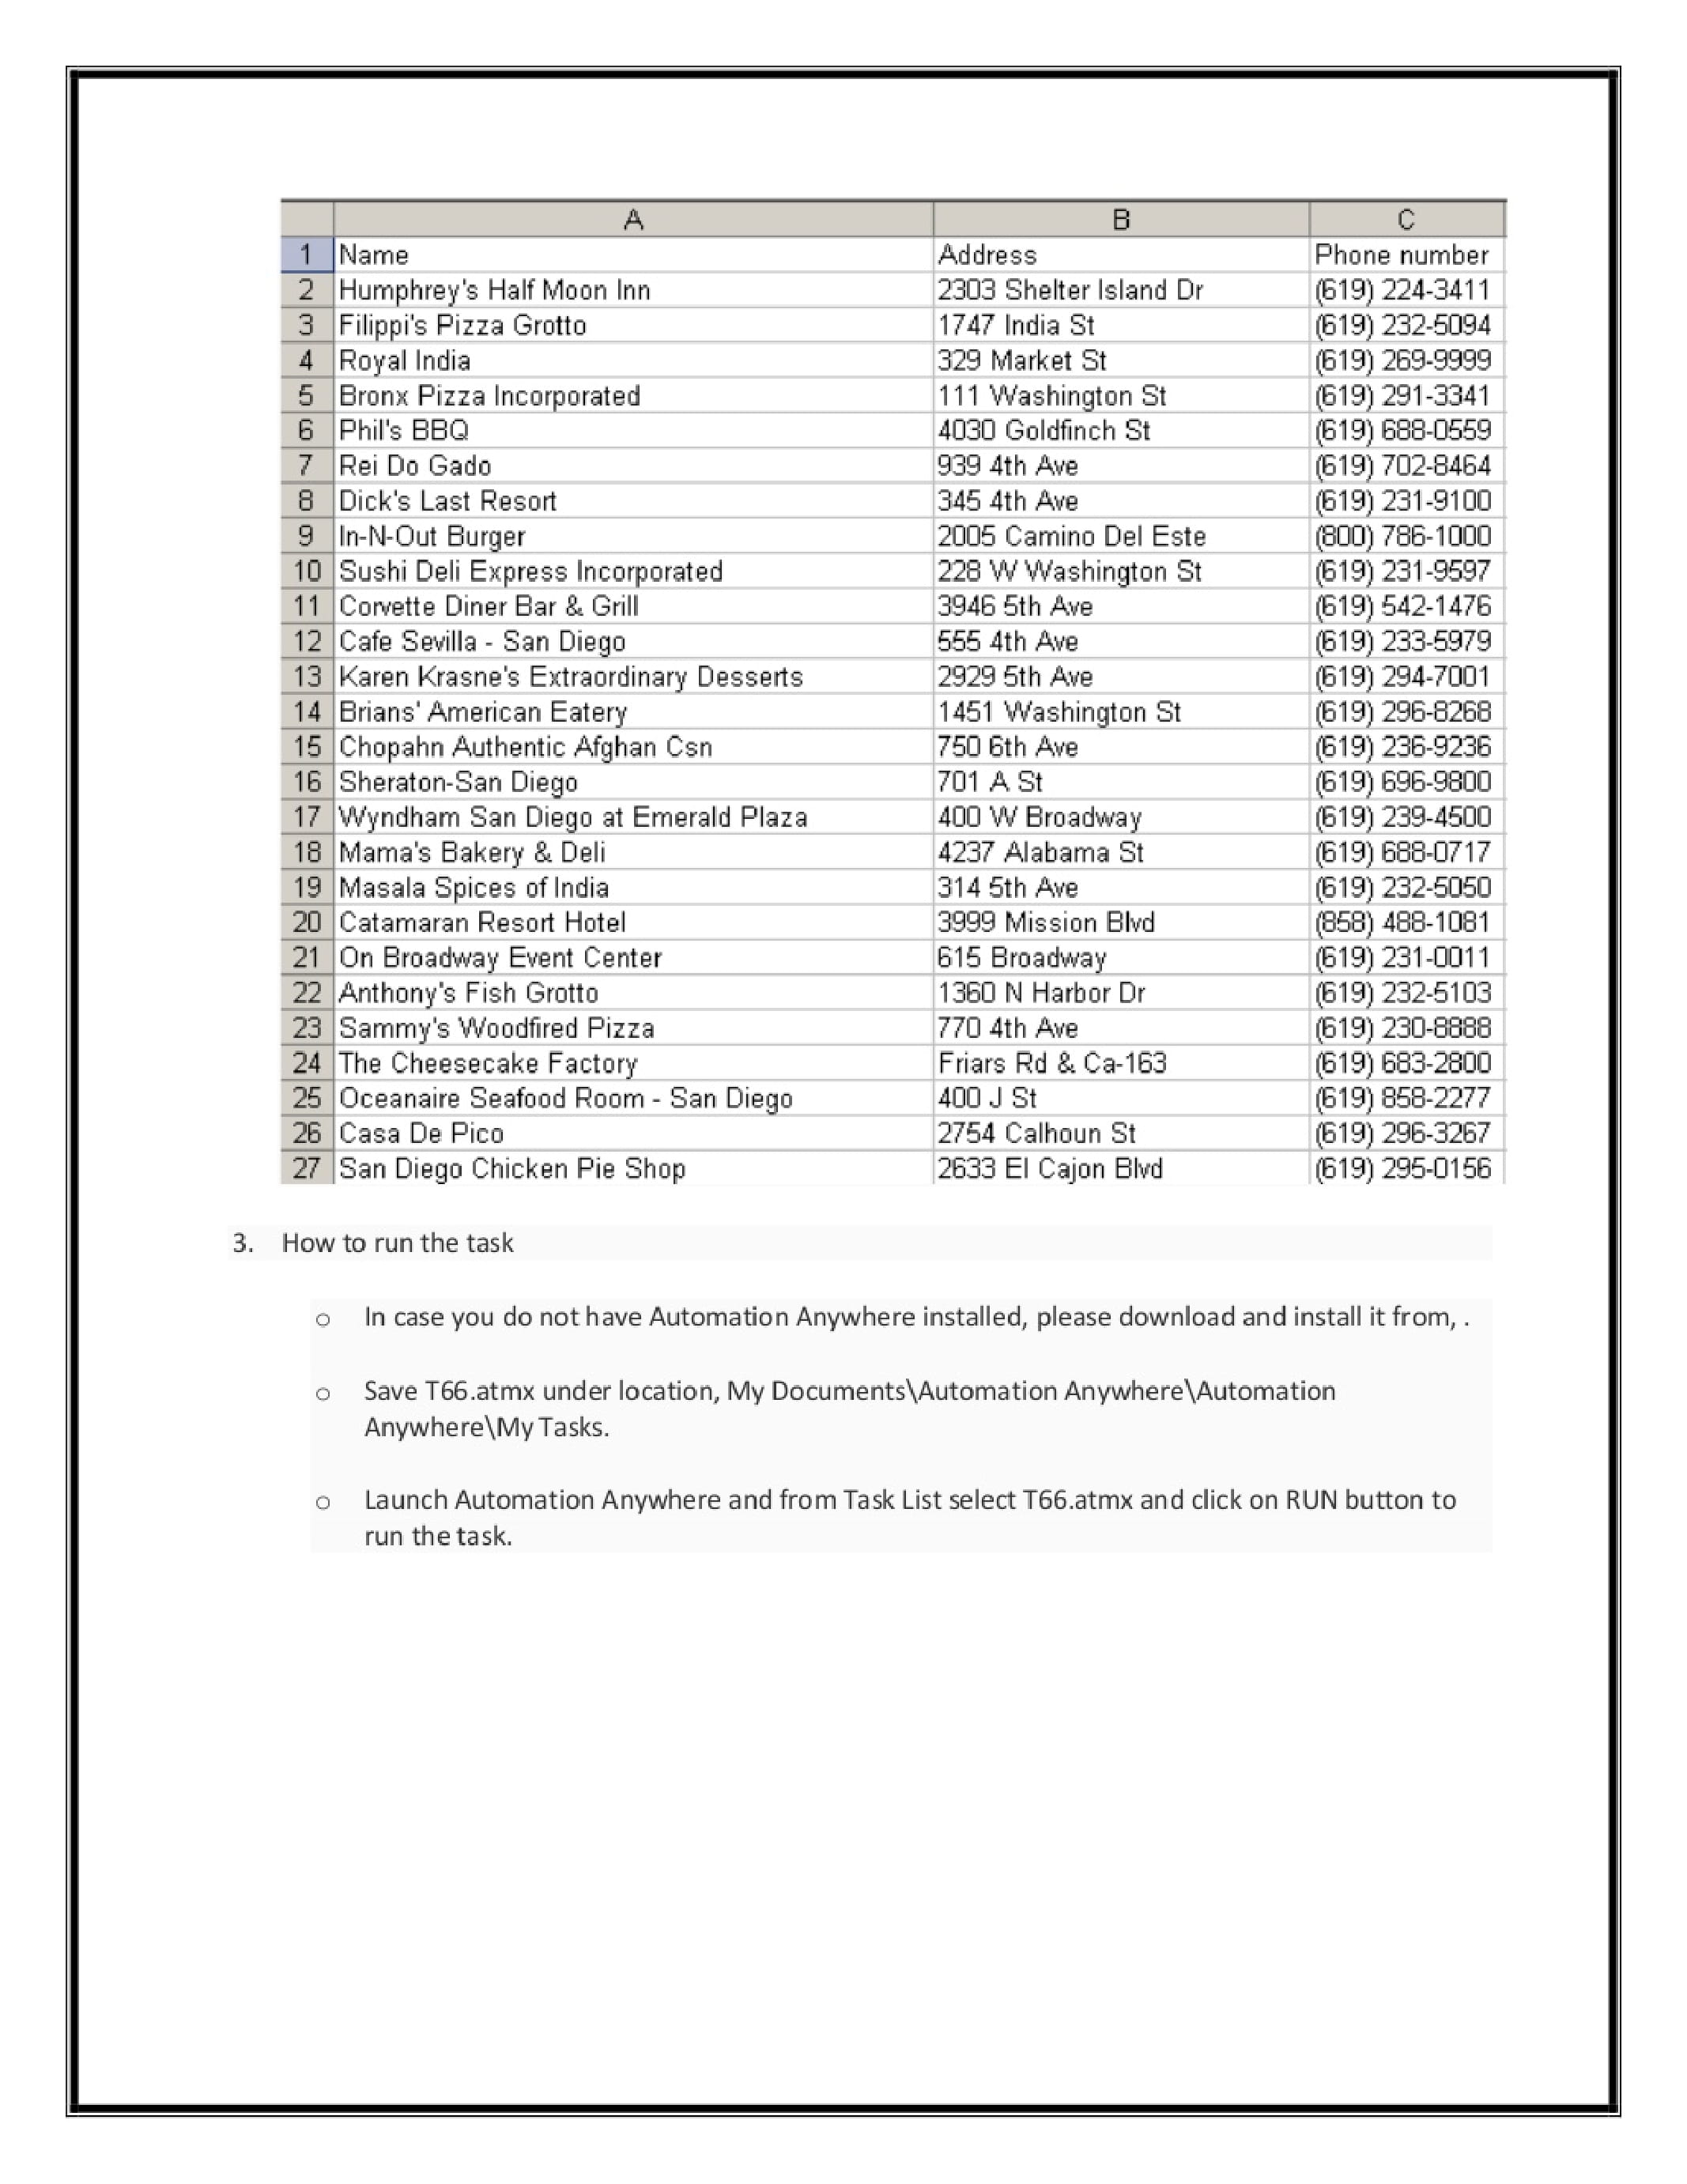 A B C
1 Name Address Phone number
2 Humphrey's Half Moon Inn 2303 Shelter Island Dr (619) 224-3411
3 Filippi's Pizza Grotto 1747 India St (619) 232-5094
4 Royal India 329 Market St (619) 269-9999
5 Bronx Pizza Incorporated 111 Washington St (619) 291-3341
6 Phil's BBQ 4030 Goldfinch St (619) 688-0559
7 Rei Do Gado 939 4th Ave (619) 702-8464
8 Dick's Last Resort 345 4th Ave (619) 231-9100
9 In-N-Out Burger 2005 Camino Del Este (800) 786-1000
10 Sushi Deli Express Incorporated 228 W Washington St (619) 231-9597
11 Corvette Diner Bar & Grill 3946 5th Ave (619) 542-1476
12 Cafe Sevilla - San Diego 555 4th Ave (619) 233-5979
13 Karen Krasne's Extraordinary Desserts 2929 5th Ave (619) 294-7001
14 Brians' American Eatery 1451 Washington St (619) 296-8268
15 Chopahn Authentic Afghan Csn 750 6th Ave (619) 236-9236
16 Sheraton-San Diego 701 A St (619) 696-9800
17 Wyndham San Diego at Emerald Plaza 400 W Broadway (619) 239-4500
18 Mama's Bakery & Deli 4237 Alabama St (619) 688-0717
19 Masala Spices of India 314 5th Ave (619) 232-5050
20 Catamaran Resort Hotel 3999 Mission Blvd (858) 488-1081
21 On Broadway Event Center 615 Broadway (619) 231-0011
22 Anthony's Fish Grotto 1360 N Harbor Dr (619) 232-5103
23 Sammy's Woodfired Pizza 770 4th Ave (619) 230-8888
24 The Cheesecake Factory Friars Rd & Ca-163 (619) 683-2800
25 Oceanaire Seafood Room - San Diego 400 J St (619) 858-2277
26 Casa De Pico 2754 Calhoun St (619) 296-3267
27 San Diego Chicken Pie Shop 2633 El Cajon Blvd (619) 295-0156
3. How to run the task
o In case you do not have Automation Anywhere installed, please download and install it from, .
o Save T66.atmx under location, My Documents\Automation Anywhere\Automation
Anywhere\My Tasks.
o Launch Automation Anywhere and from Task List select T66.atmx and click on RUN button to
run the task.